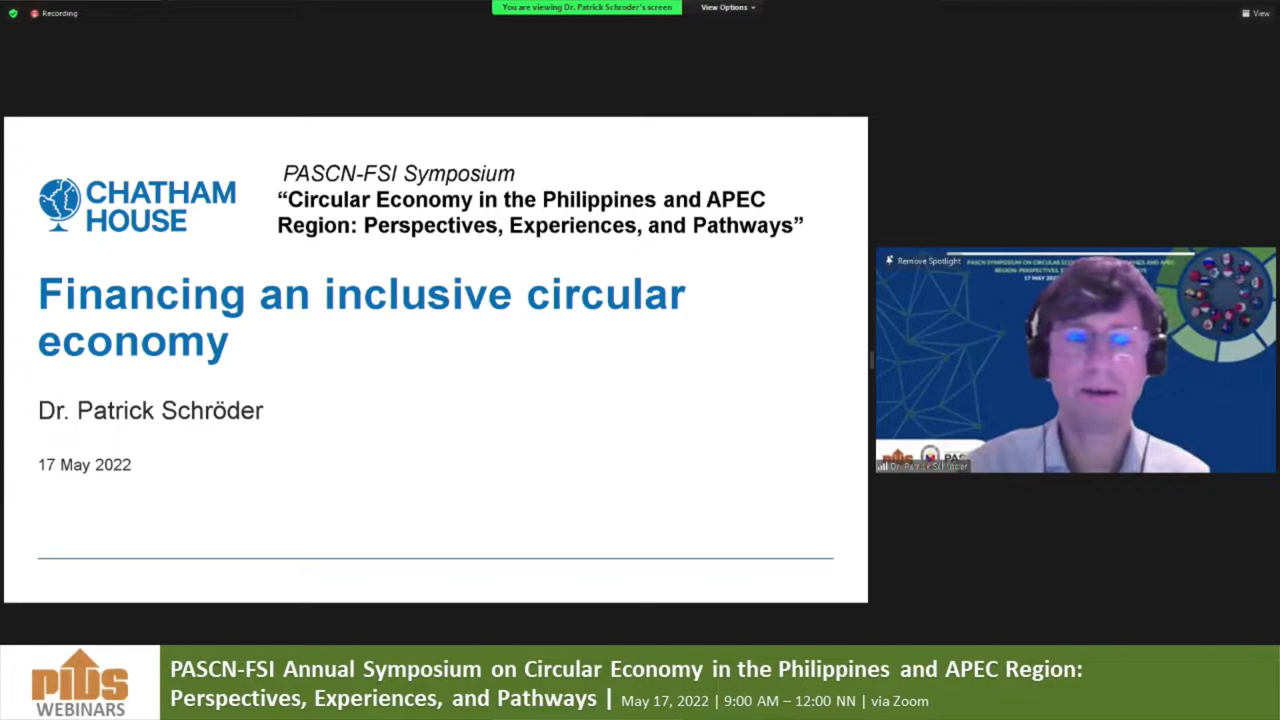 Recording
You are viewing Dr. Patrick Schroder's screen
View Options
View
CHATHAM
HOUSE
PASCN-FSI Symposium
“Circular Economy in the Philippines and APEC
Region: Perspectives, Experiences, and Pathways”
Financing an inclusive circular
economy
Dr. Patrick Schröder
17 May 2022
Remove Spotlight
Dr. Patrick Schroder
PIDS
WEBINARS
PASCN-FSI Annual Symposium on Circular Economy in the Philippines and APEC Region:
Perspectives, Experiences, and Pathways | May 17, 2022 | 9:00 AM – 12:00 NN | via Zoom